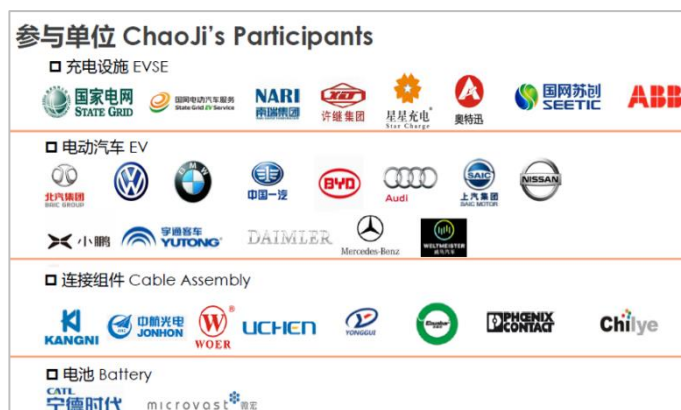 参与单位 ChaoJi's Participants
充电设施 EVSE
国家电网 STATE GRID
国网电动汽车服务 State Grid EV Service
NARI 南瑞集团
XJ 许继集团
星星充电 Star Charge
奥特迅
国网苏创 SEETIC
ABB
电动汽车 EV
北汽集团 BAIC GROUP
BMW
中国一汽
BYD
Audi
SAIC 上汽集团 SAIC MOTOR
NISSAN
小鹏
宇通客车 YUTONG
DAIMLER
Mercedes-Benz
WELTMEISTER 威马汽车
连接组件 Cable Assembly
KANGNI
中航光电 JONHON
WOER
UCHEN
YONGGUI
PHOENIX CONTACT
Chilye
电池 Battery
CATL 宁德时代
microvast 微宏